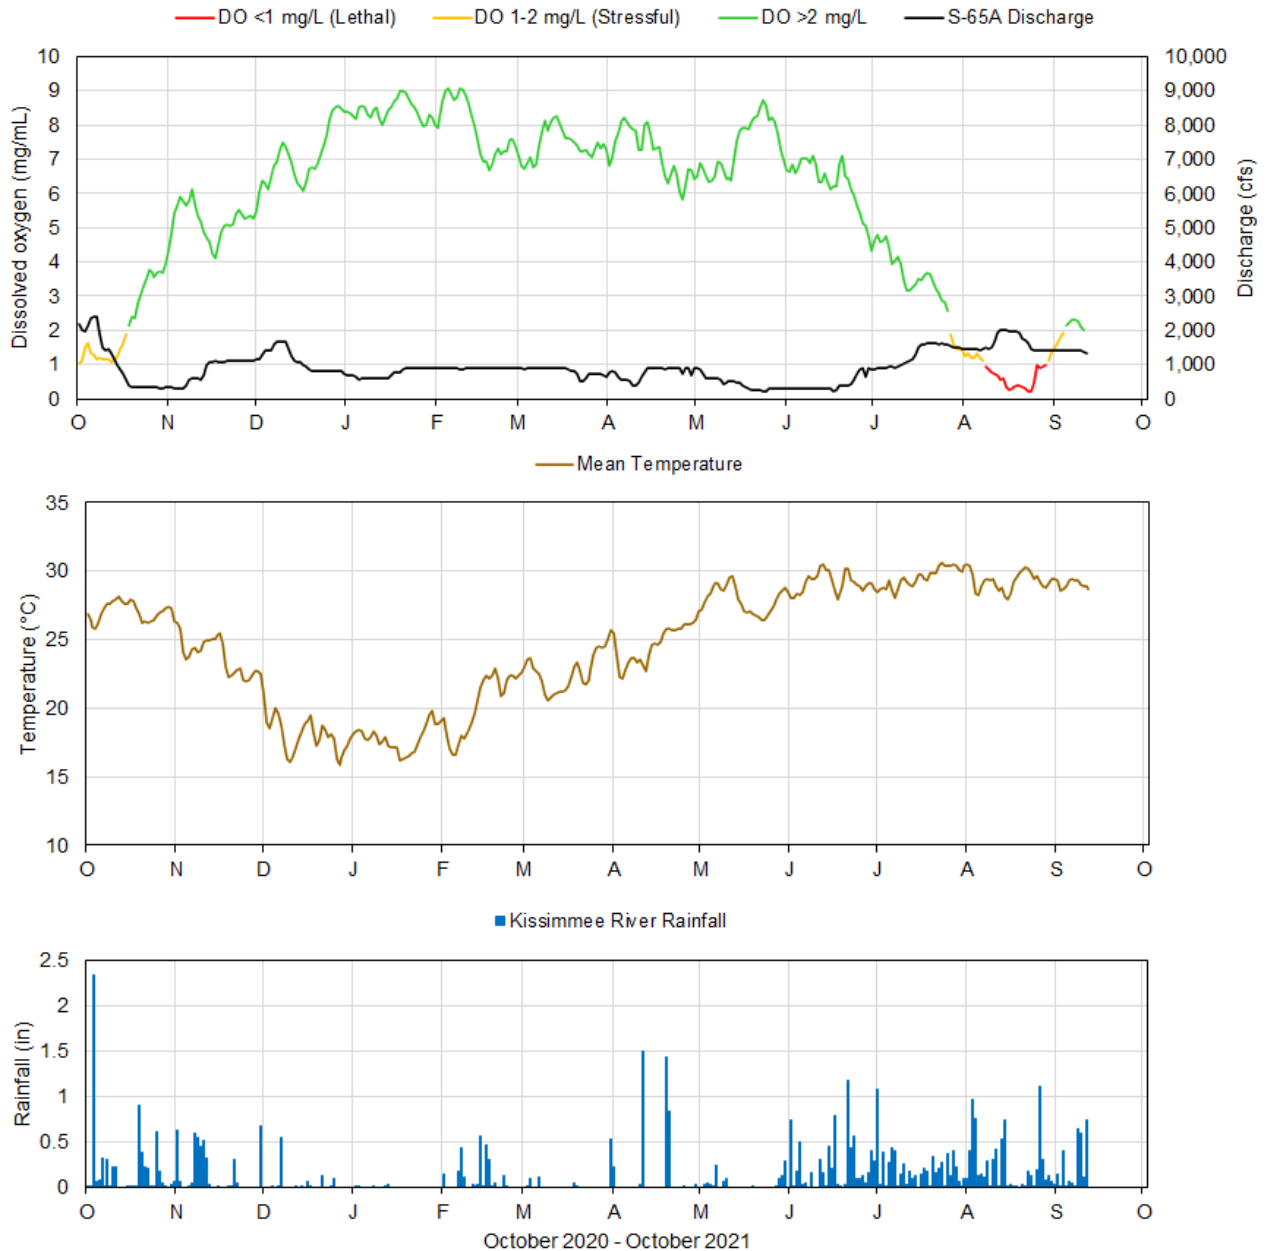 DO <1 mg/L (Lethal) DO 1-2 mg/L (Stressful) DO >2 mg/L S-65A Discharge
10 10,000
9 9,000
8 8,000
7 7,000
6 6,000
5 5,000
4 4,000
3 3,000
2 2,000
1 1,000
0 0
Dissolved oxygen (mg/mL)
Discharge (cfs)
O N D J F M A M J J A S O
Mean Temperature
35
30
25
20
15
10
Temperature (°C)
O N D J F M A M J J A S O
Kissimmee River Rainfall
2.5
2
1.5
1
0.5
0
Rainfall (in)
O N D J F M A M J J A S O
October 2020 - October 2021